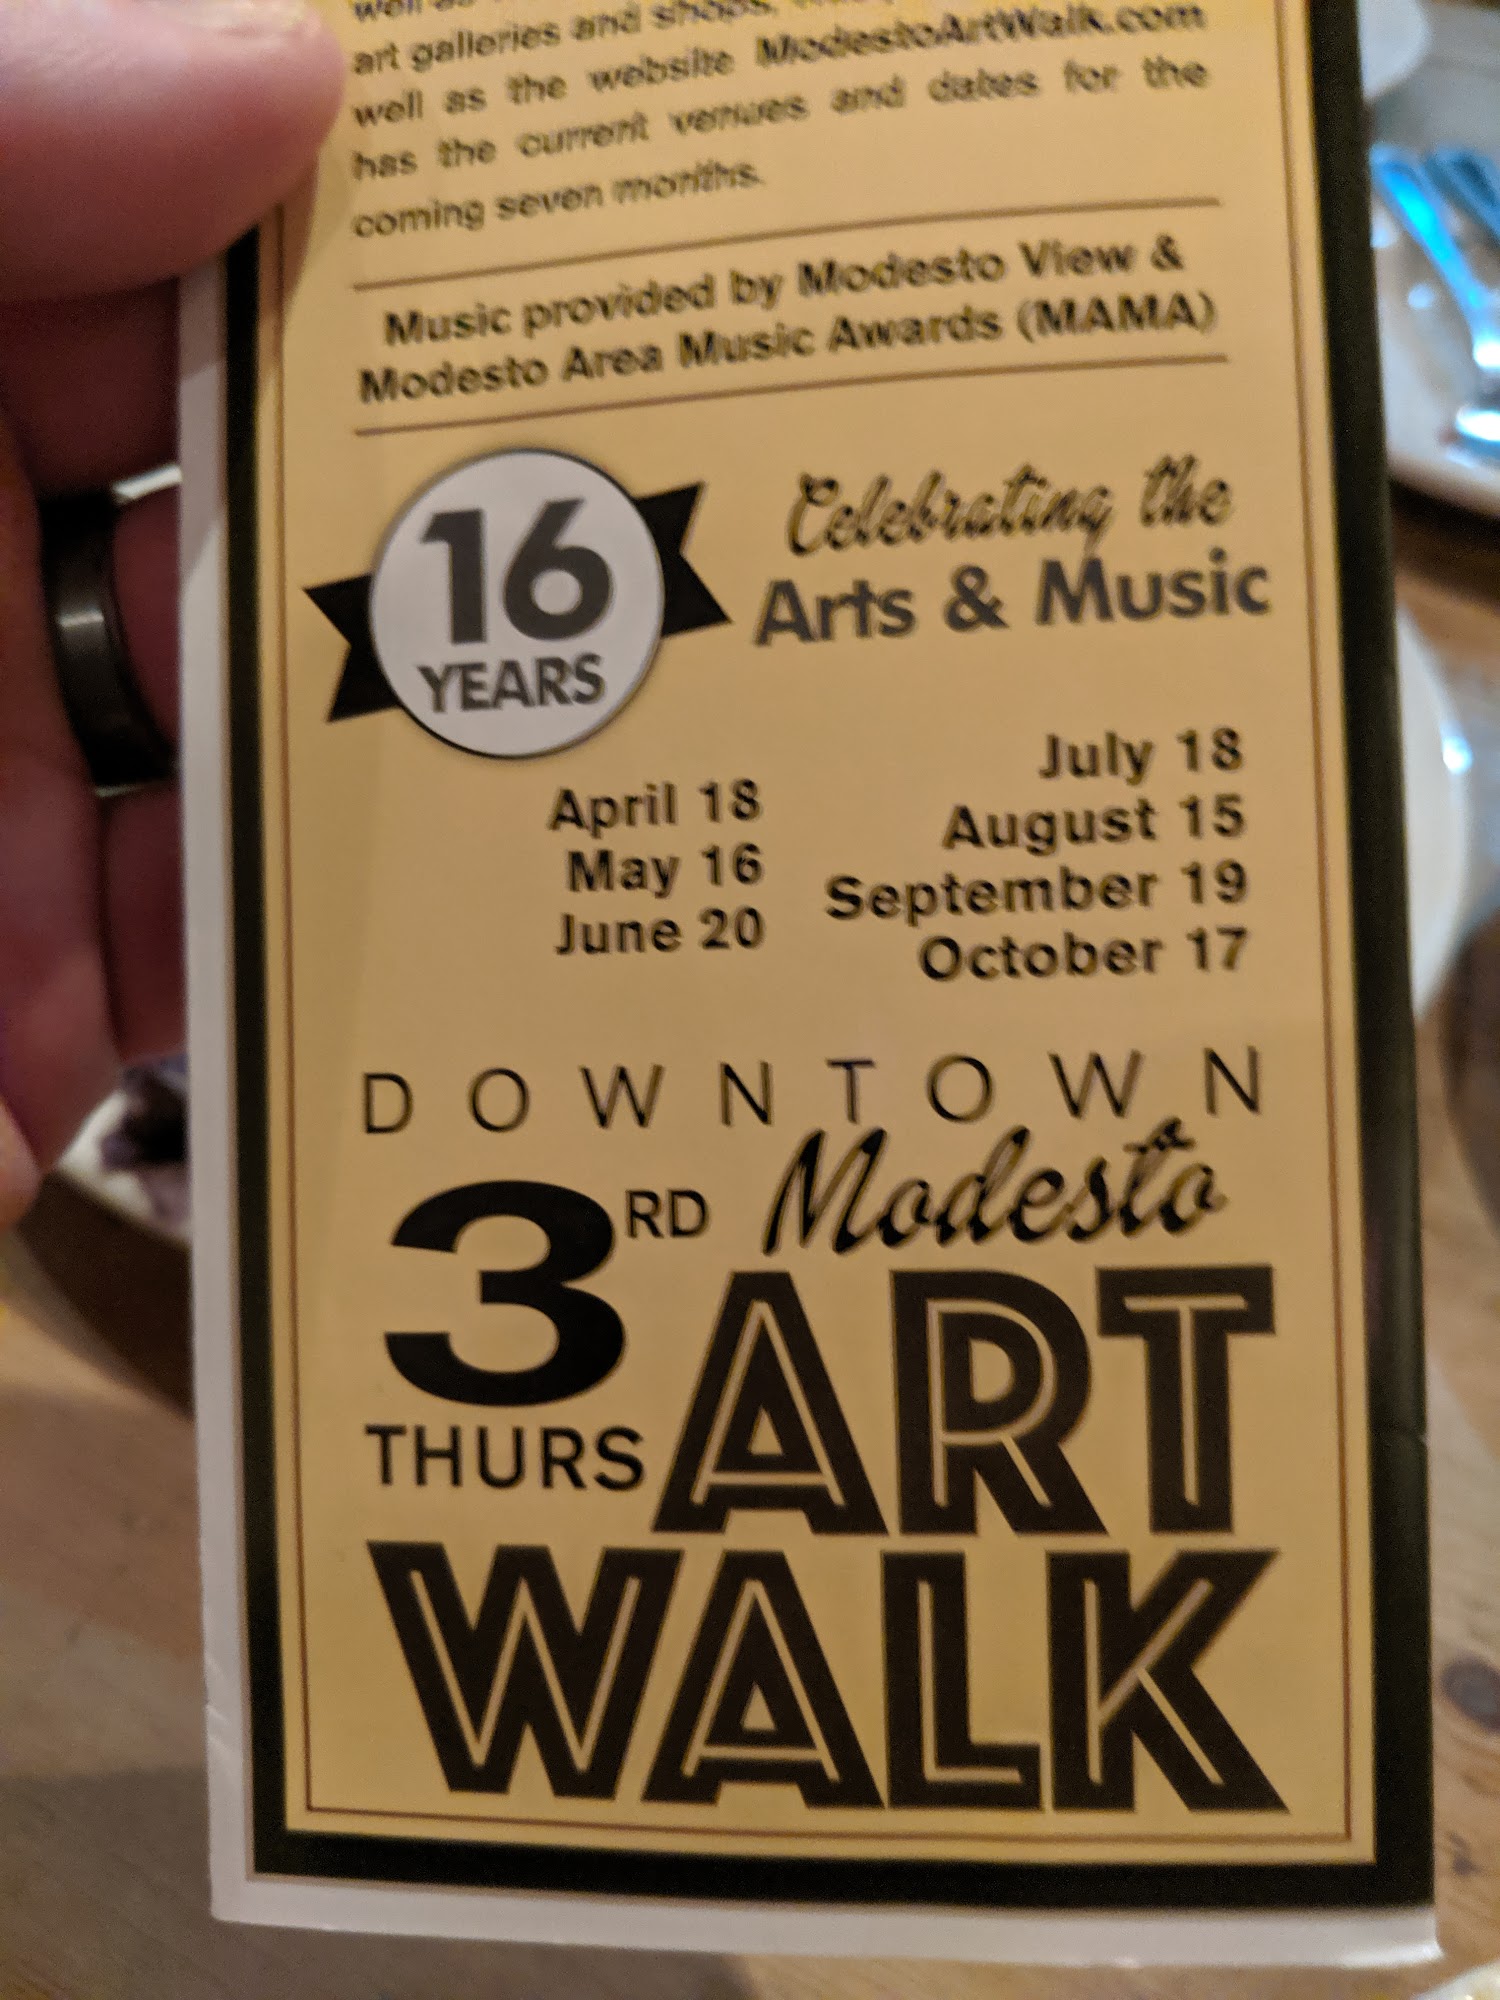 well as
art galleries and shops.
well as the website ModestoArtWalk.com
has the current venues and dates for the
coming seven months.
Music provided by Modesto View &
Modesto Area Music Awards (MAMA)
16
YEARS
Celebrating the
Arts & Music
April 18
May 16
June 20
July 18
August 15
September 19
October 17
DOWNTOWN
Modesto
3RD
THURS
ART
WALK